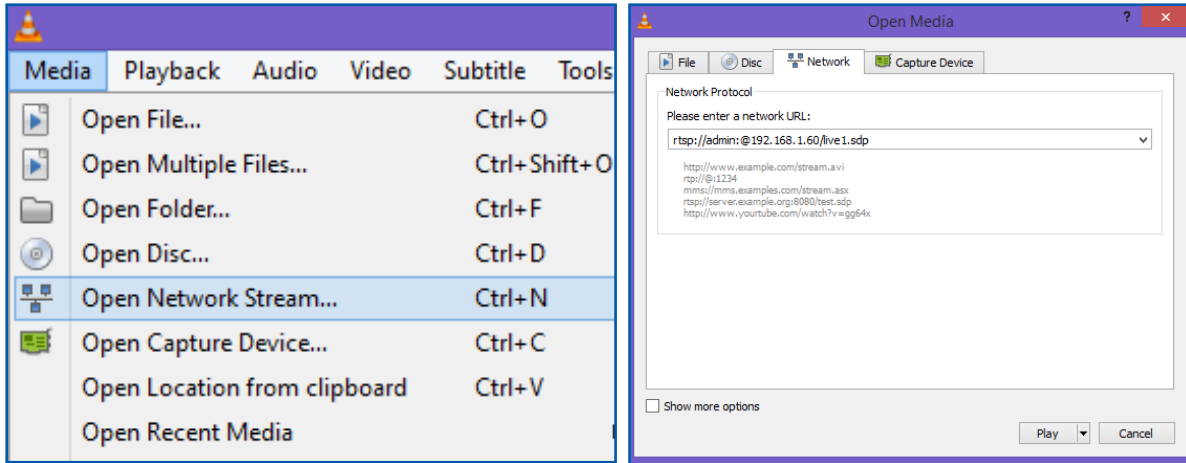 Media Playback Audio Video Subtitle Tools
Open File... Ctrl+O
Open Multiple Files... Ctrl+Shift+O
Open Folder... Ctrl+F
Open Disc... Ctrl+D
Open Network Stream... Ctrl+N
Open Capture Device... Ctrl+C
Open Location from clipboard Ctrl+V
Open Recent Media
Open Media ? ×
File Disc Network Capture Device
Network Protocol
Please enter a network URL:
rtsp://admin:@192.168.1.60/live1.sdp
http://www.example.com/stream.avi
rtp://@:1234
mms://mms.examples.com/stream.asx
rtsp://server.example.org:8080/test.sdp
http://www.yourtube.com/watch?v=gg64x
Show more options
Play Cancel